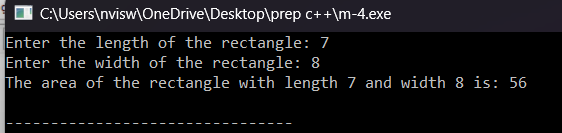 C:\Users\nvisw\OneDrive\Desktop\prep c++\m-4.exe
Enter the length of the rectangle: 7
Enter the width of the rectangle: 8
The area of the rectangle with length 7 and width 8 is: 56
--------------------------------